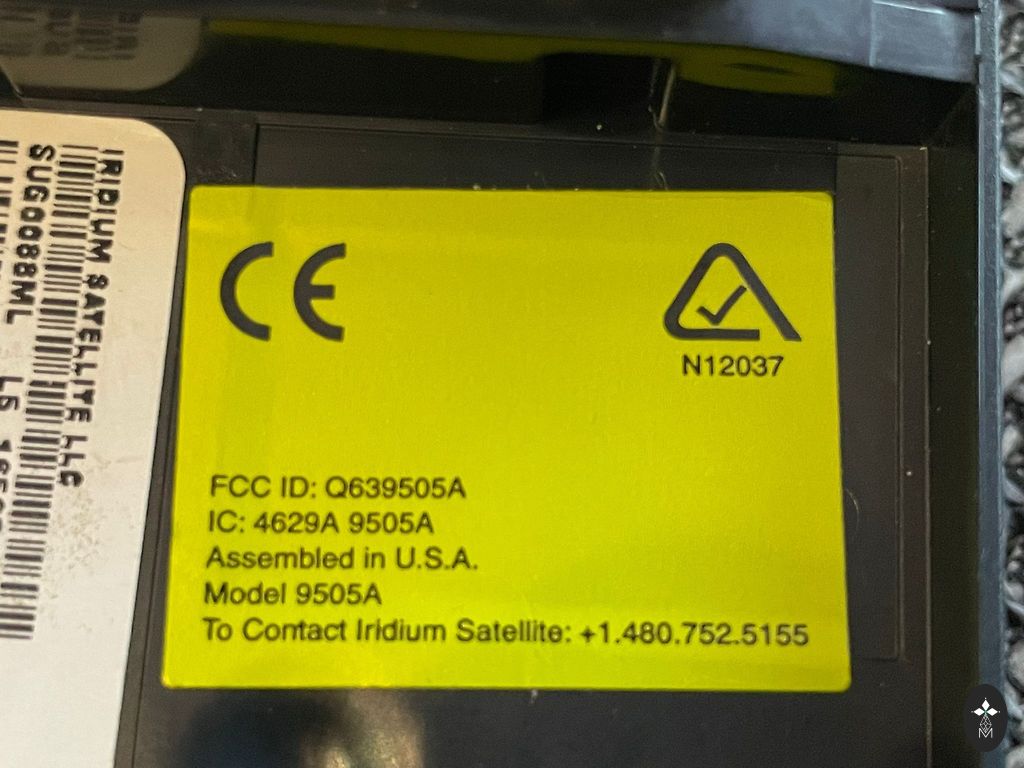 IRIDIUM SATELLITE LLC
SUG0088ML L5
CE
N12037
FCC ID: Q639505A
IC: 4629A 9505A
Assembled in U.S.A.
Model 9505A
To Contact Iridium Satellite: +1.480.752.5155
M